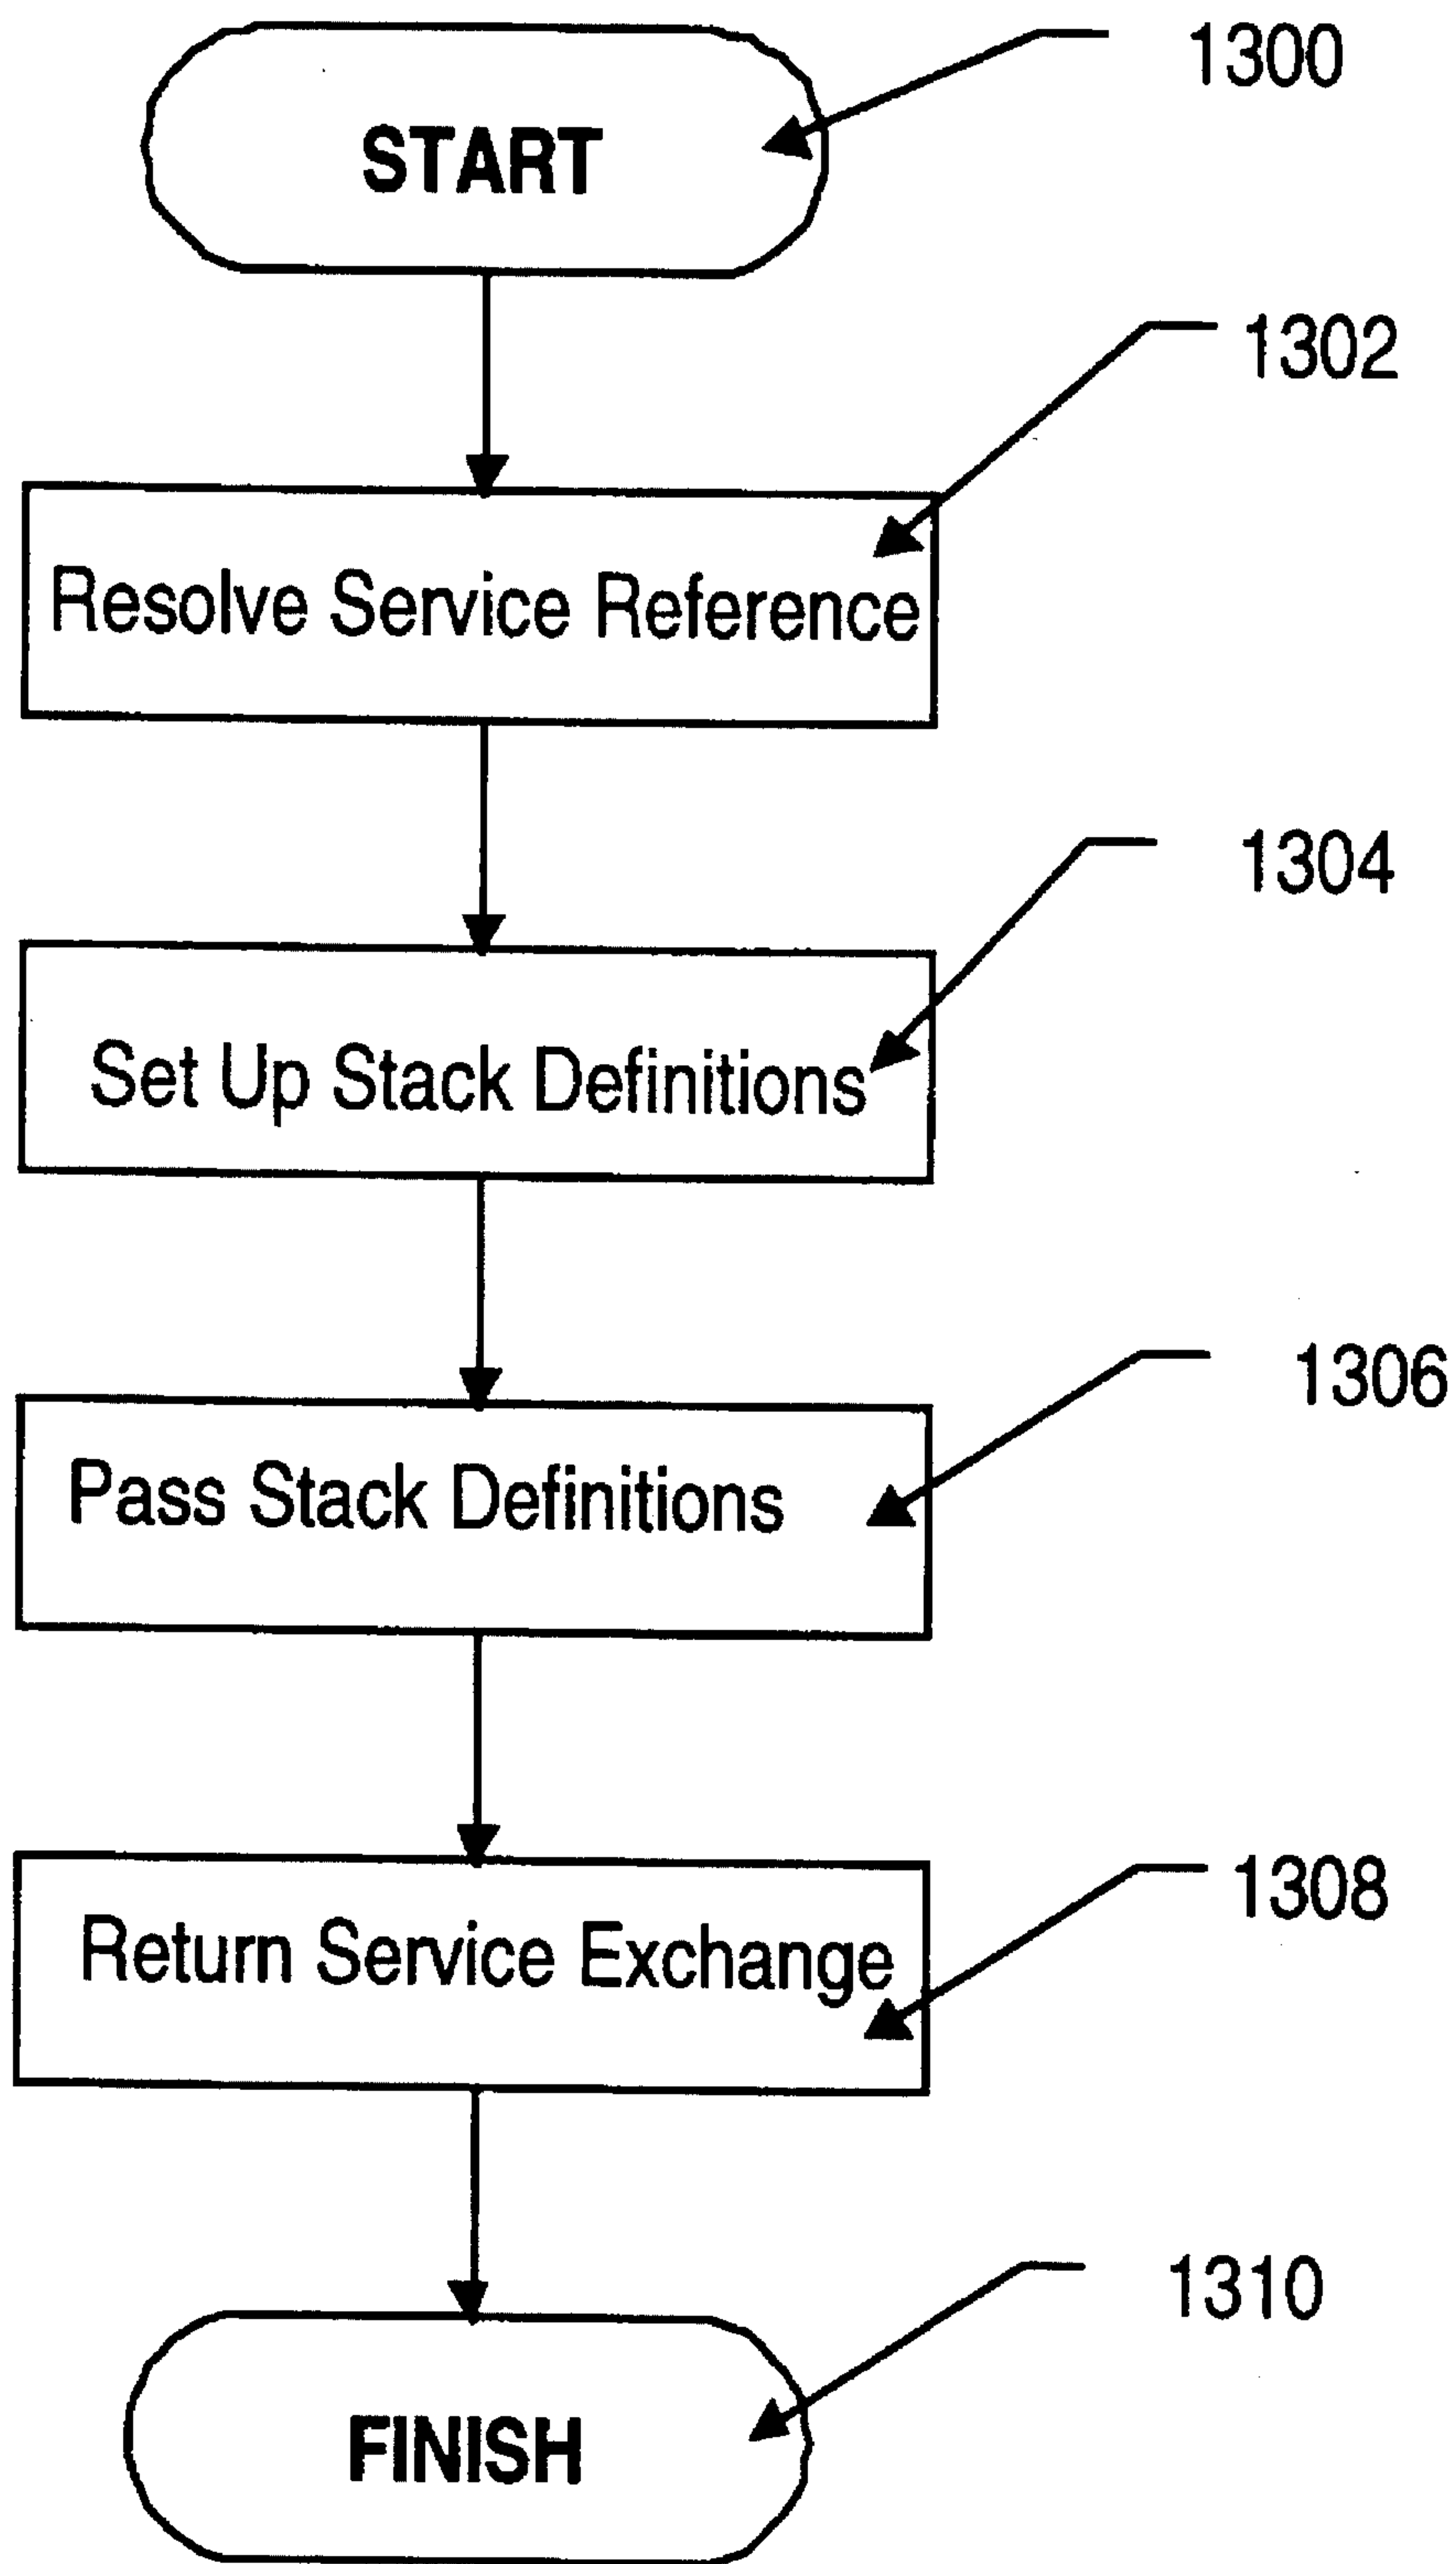 1300
START
1302
Resolve Service Reference
1304
Set Up Stack Definitions
1306
Pass Stack Definitions
1308
Return Service Exchange
1310
FINISH